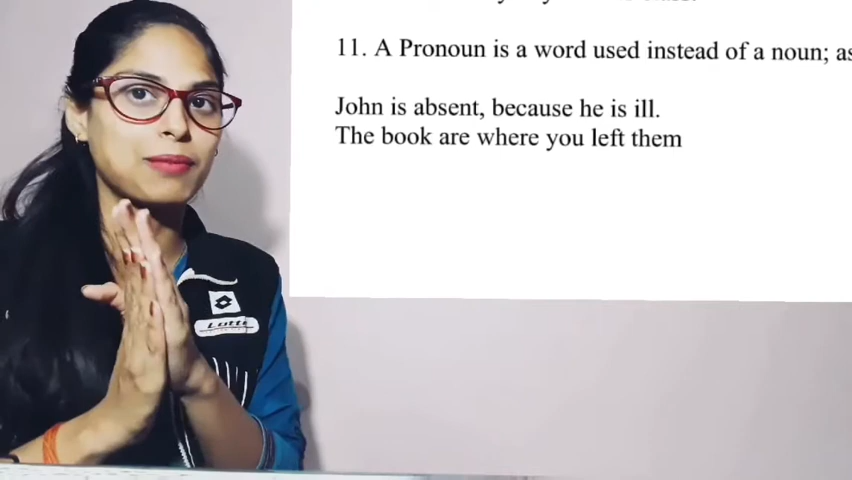 11. A Pronoun is a word used instead of a noun; as
John is absent, because he is ill.
The book are where you left them
Lotto